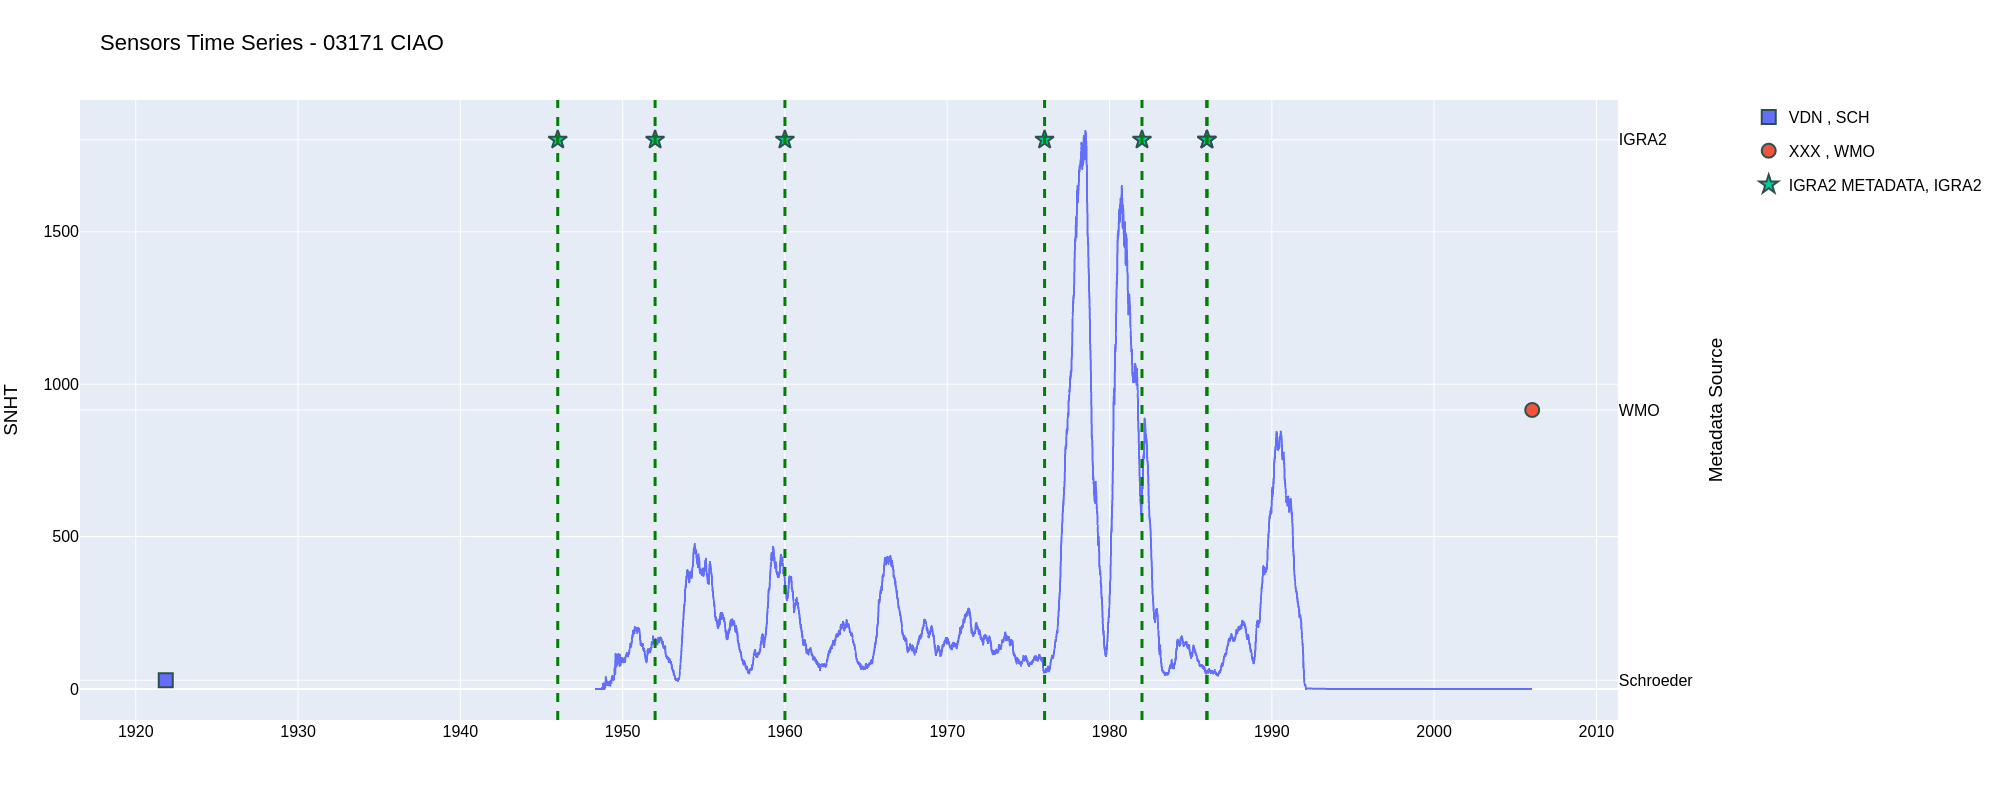 Sensors Time Series - 03171 CIAO
VDN , SCH
XXX , WMO
IGRA2 METADATA, IGRA2
IGRA2
WMO
Schroeder
Metadata Source
SNHT
1500
1000
500
0
1920 1930 1940 1950 1960 1970 1980 1990 2000 2010